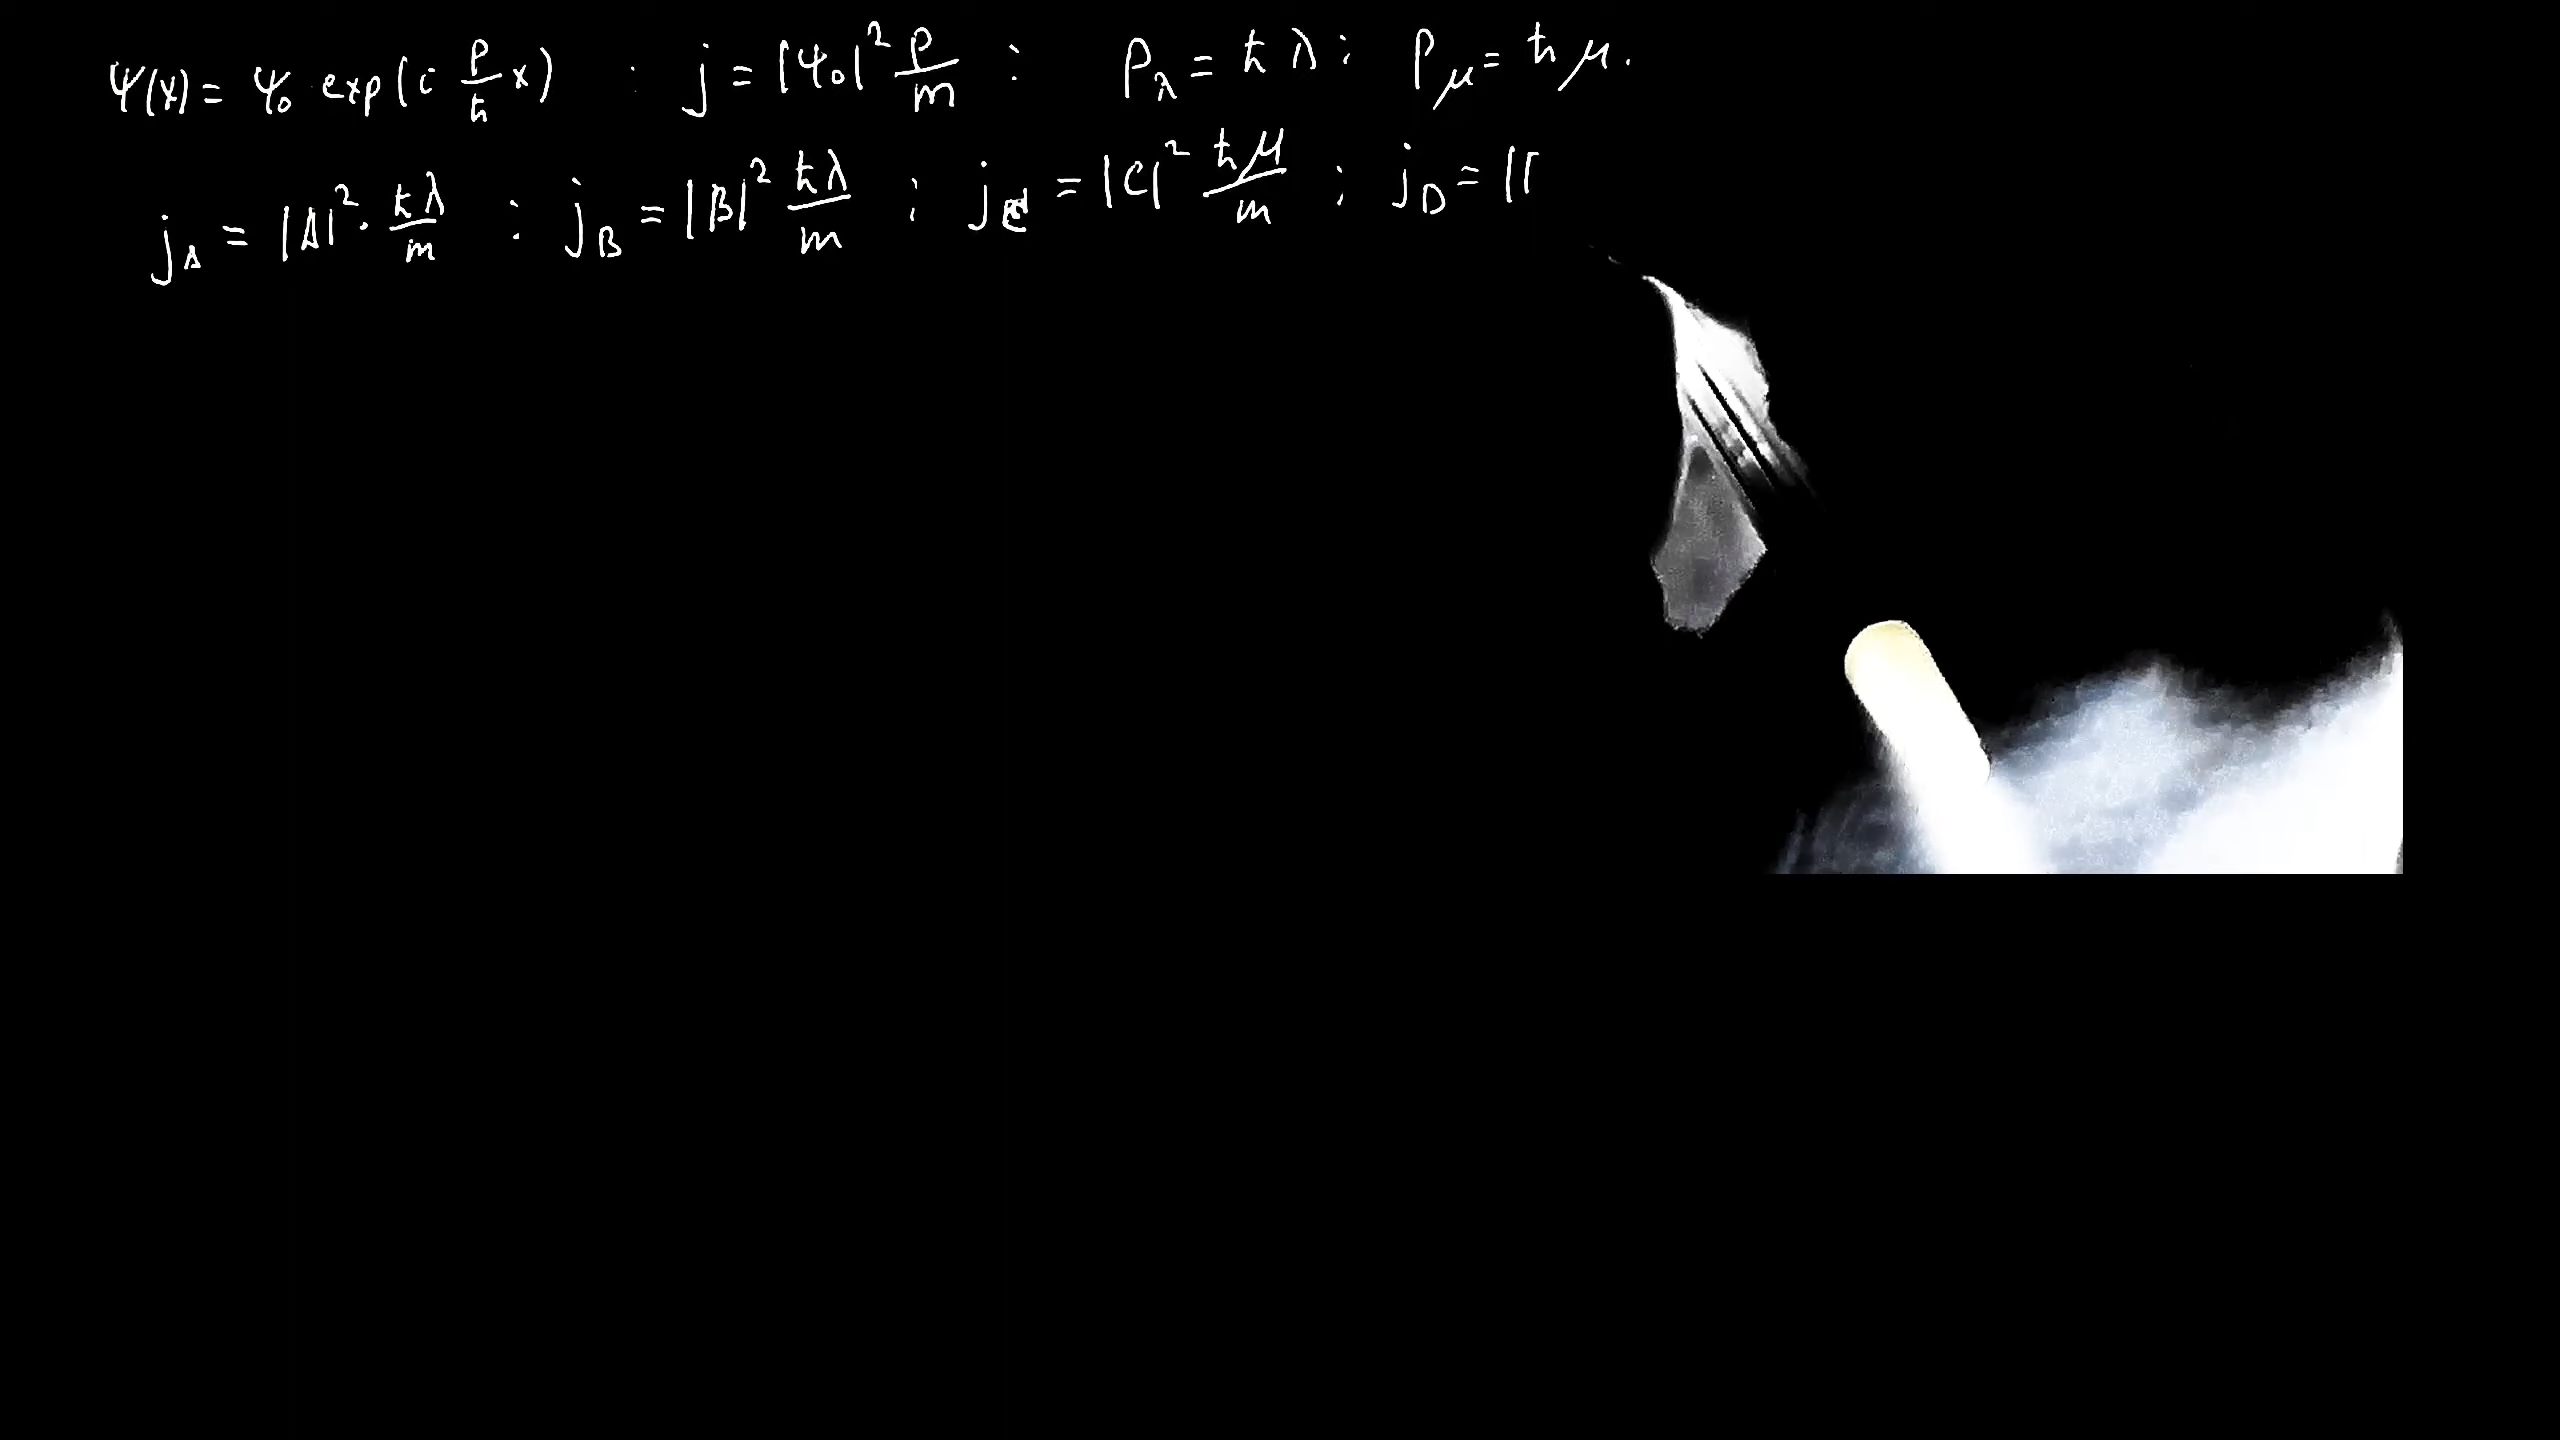 Ψ(x) = Ψ₀ exp(i p/ħ x) : j = |Ψ₀|² p/m : p_λ = ħλ ; p_μ = ħμ.
j_A = |A|² · ħλ/m : j_B = |B|² ħλ/m ; j_C = |C|² ħμ/m ; j_D = |